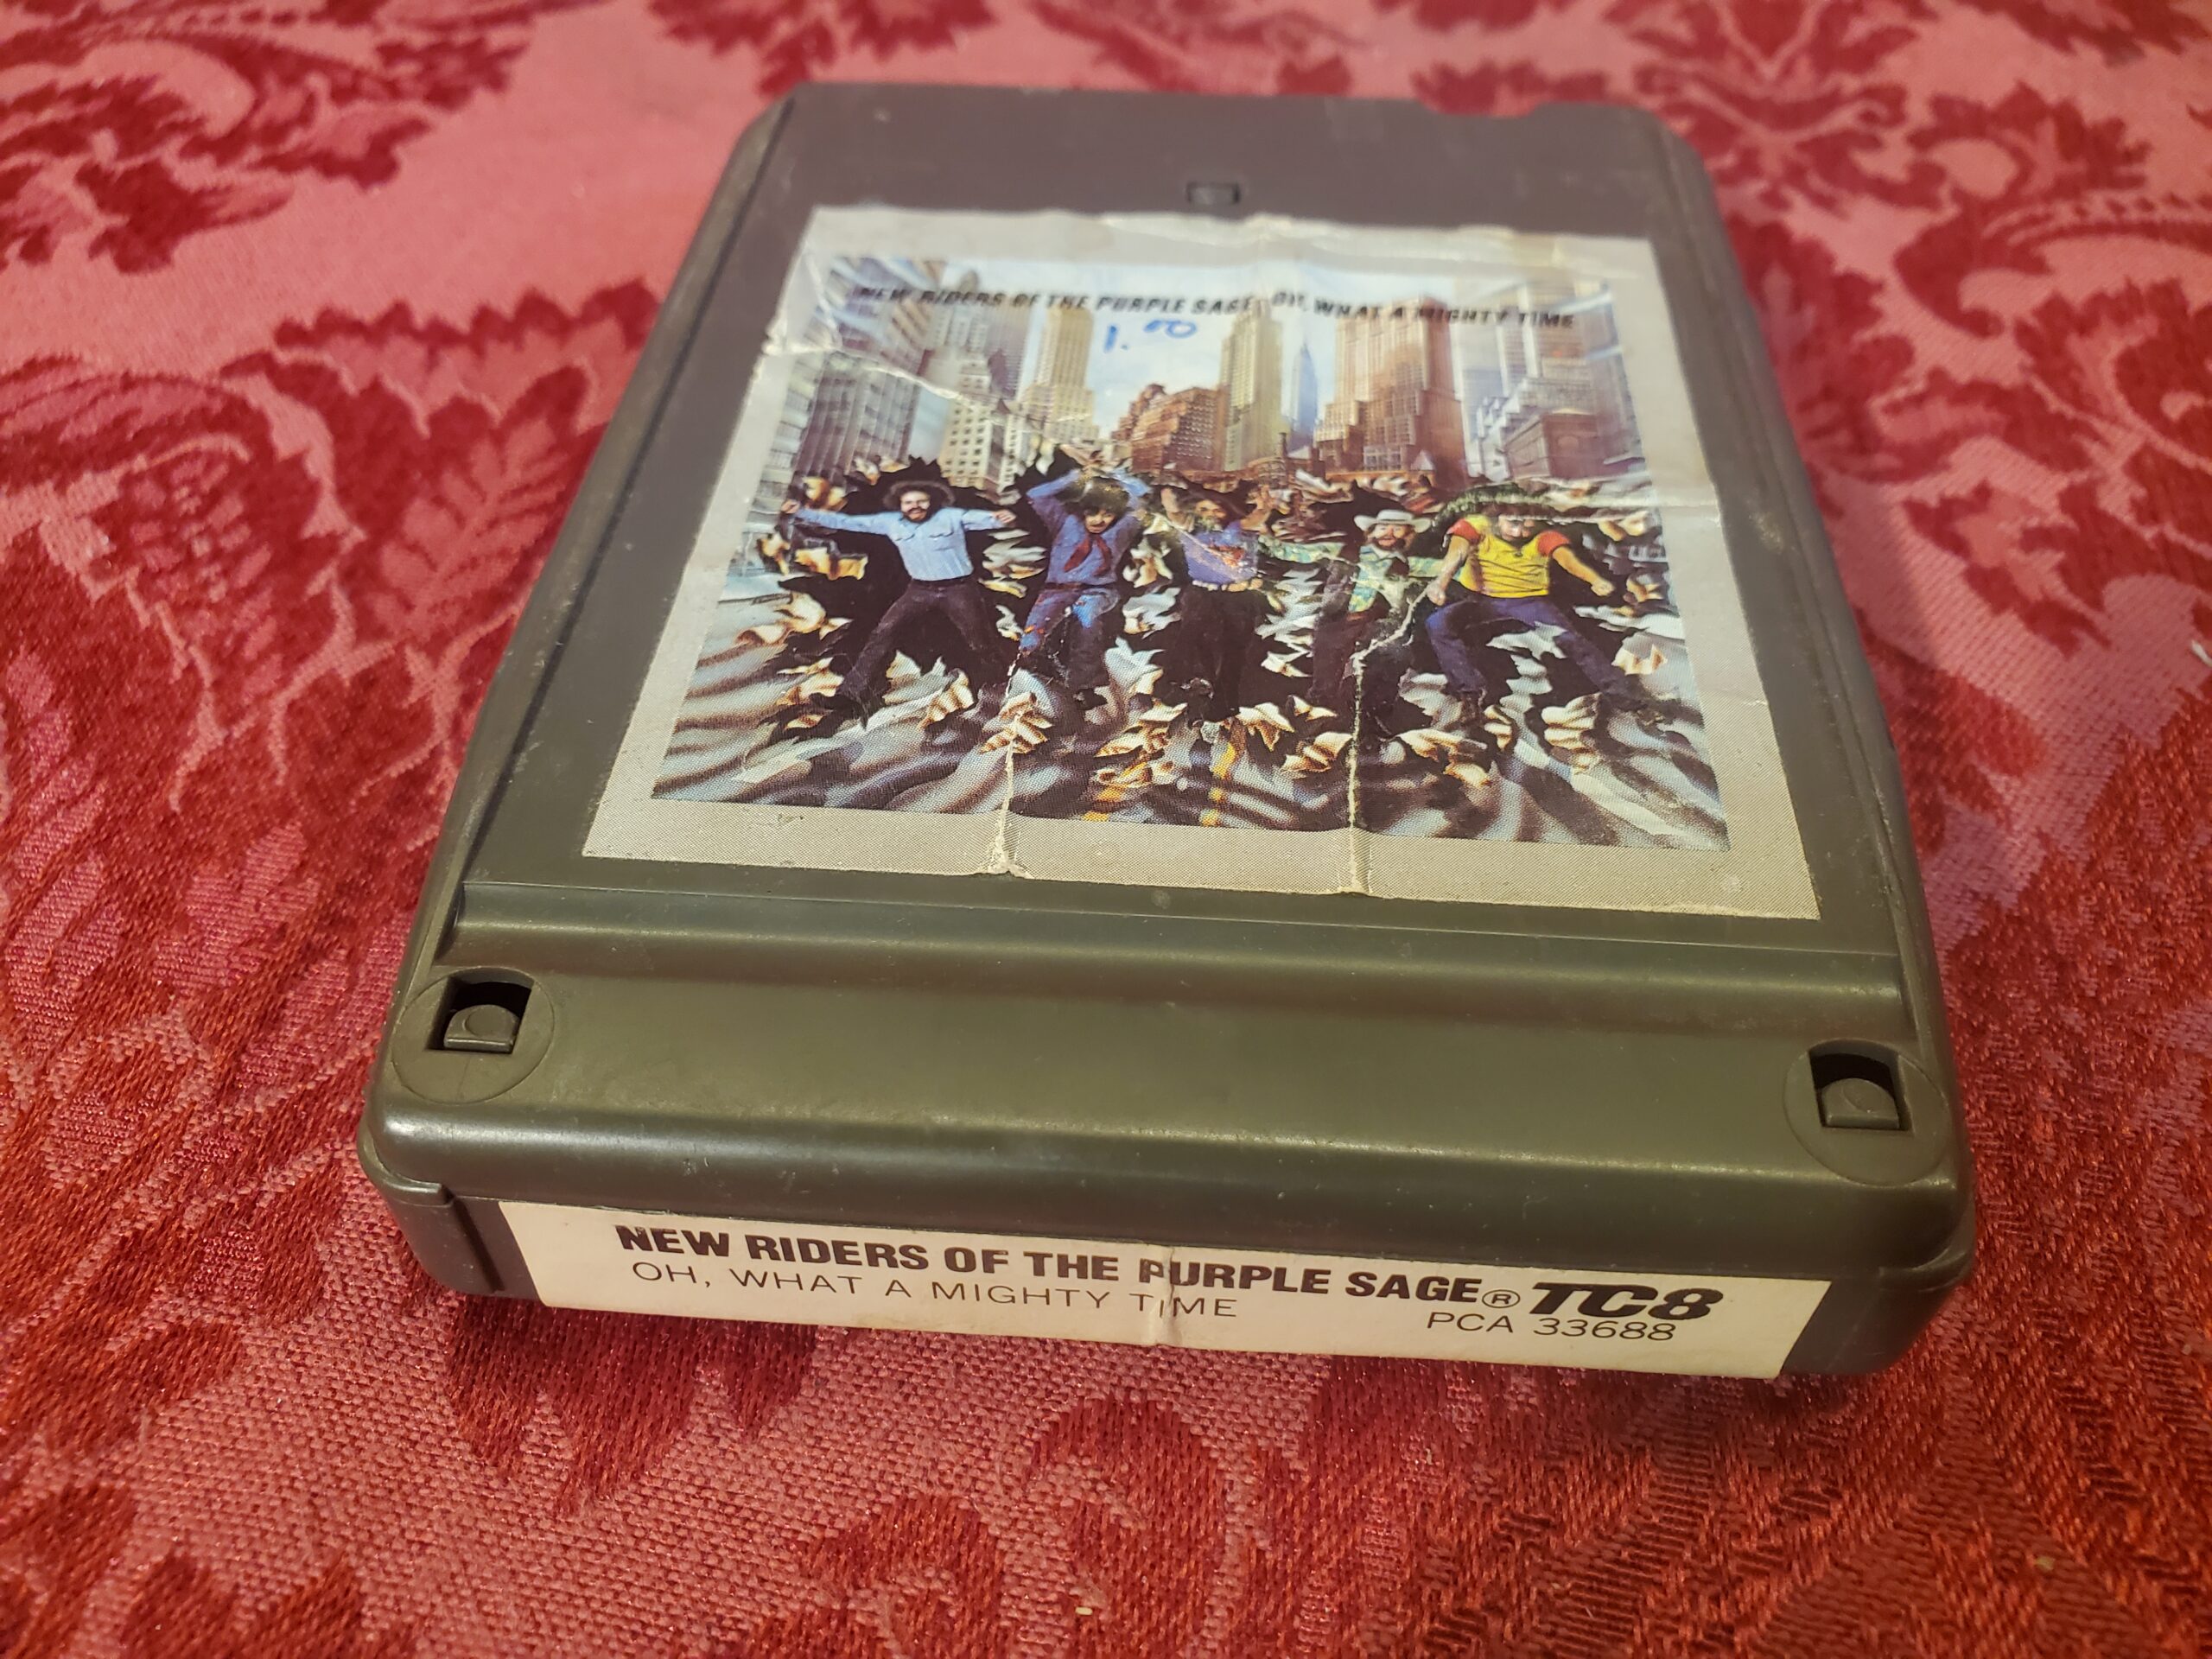 NEW RIDERS OF THE PURPLE SAGE OH, WHAT A MIGHTY TIME
1.00
NEW RIDERS OF THE PURPLE SAGE ® TC8
OH, WHAT A MIGHTY TIME PCA 33688